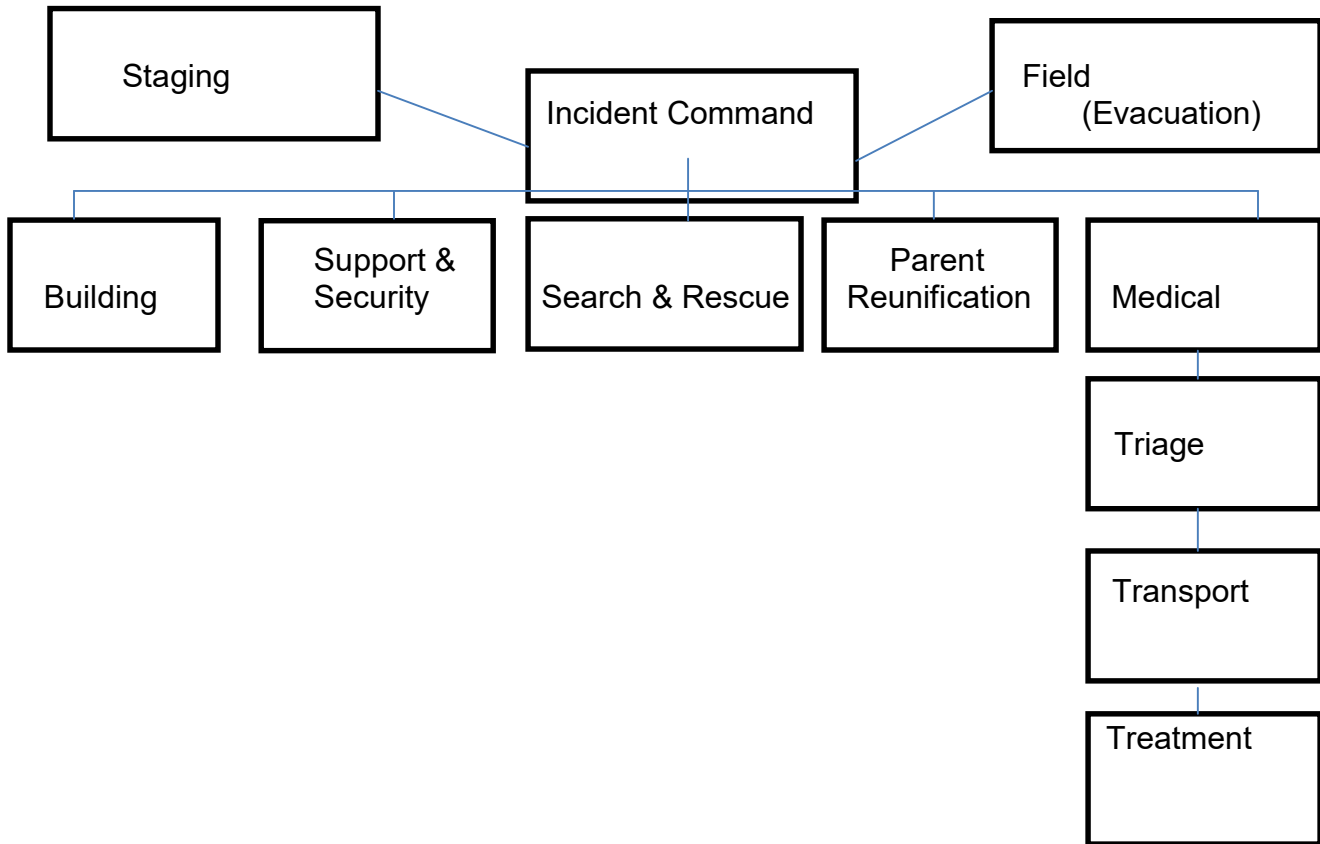 Staging
Incident Command
Field
(Evacuation)
Building
Support &
Security
Search & Rescue
Parent
Reunification
Medical
Triage
Transport
Treatment